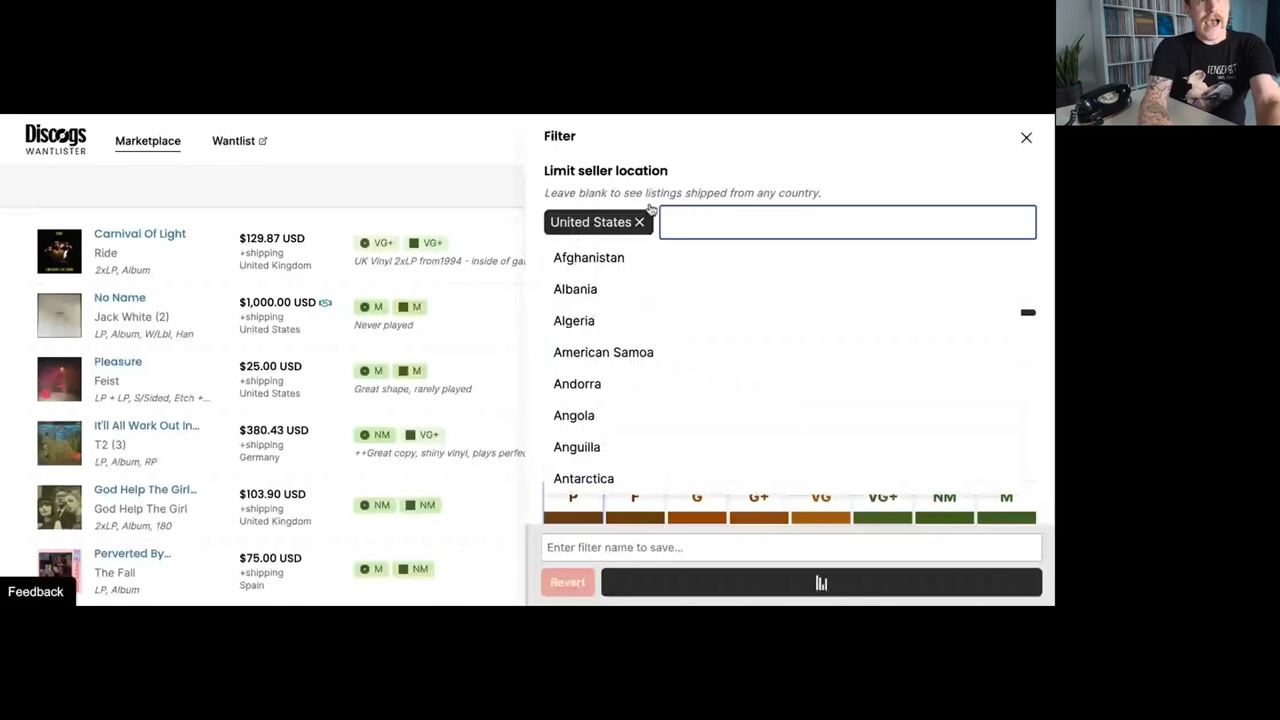 Discogs
WANTLISTER
Marketplace
Wantlist
Carnival Of Light
Ride
2xLP, Album
$129.87 USD
+shipping
United Kingdom
VG+ VG+
UK Vinyl 2xLP from1994 - inside of ga
No Name
Jack White (2)
LP, Album, W/Lbl, Han
$1,000.00 USD
+shipping
United States
M M
Never played
Pleasure
Feist
LP + LP, S/Sided, Etch +...
$25.00 USD
+shipping
United States
M M
Great shape, rarely played
It'll All Work Out In...
T2 (3)
LP, Album, RP
$380.43 USD
+shipping
Germany
NM VG+
++Great copy, shiny vinyl, plays perfe
God Help The Girl...
God Help The Girl
2xLP, Album, 180
$103.90 USD
+shipping
United Kingdom
NM NM
Perverted By...
The Fall
LP, Album
$75.00 USD
+shipping
Spain
M NM
Feedback
Filter
Limit seller location
Leave blank to see listings shipped from any country.
United States
Afghanistan
Albania
Algeria
American Samoa
Andorra
Angola
Anguilla
Antarctica
P F G G+ VG VG+ NM M
Enter filter name to save...
Revert